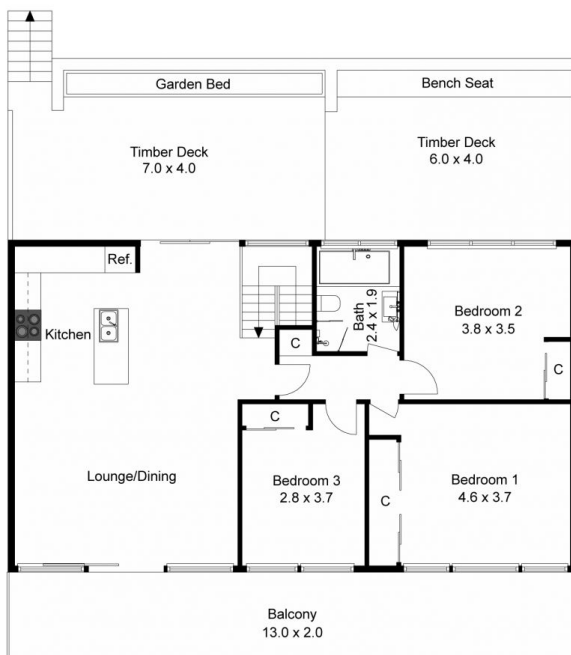 Garden Bed
Bench Seat
Timber Deck
7.0 x 4.0
Timber Deck
6.0 x 4.0
Ref.
Kitchen
Bath
2.4 x 1.9
Bedroom 2
3.8 x 3.5
C
C
C
Lounge/Dining
Bedroom 3
2.8 x 3.7
C
Bedroom 1
4.6 x 3.7
Balcony
13.0 x 2.0